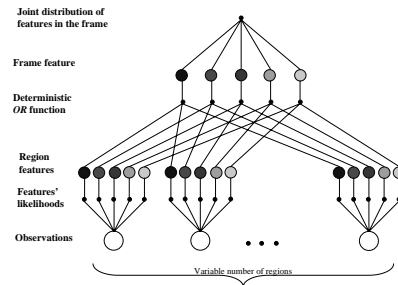 Joint distribution of
features in the frame
Frame feature
Deterministic
OR function
Region
features
Features'
likelihoods
Observations
Variable number of regions